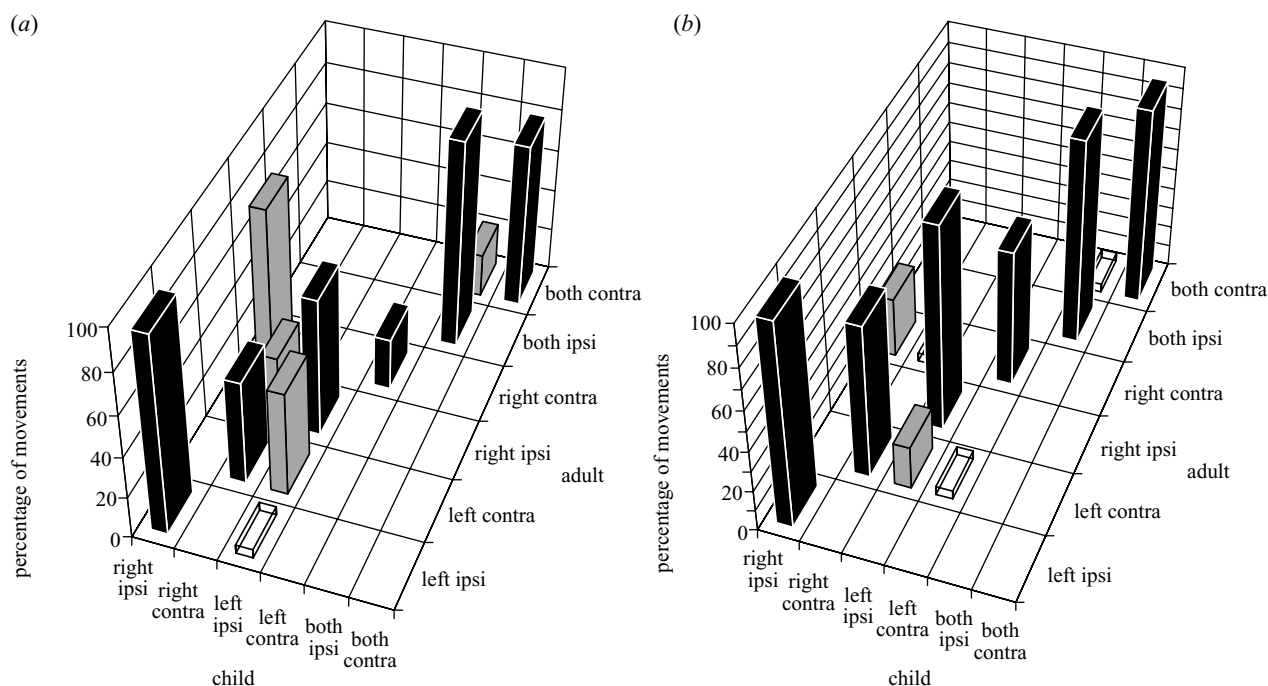 (a)
percentage of movements
100
80
60
40
20
0
right
ipsi
right
contra
left
ipsi
left
contra
both
ipsi
both
contra
child
left ipsi
left contra
right ipsi
right contra
both ipsi
both contra
adult
(b)
percentage of movements
100
80
60
40
20
0
right
ipsi
right
contra
left
ipsi
left
contra
both
ipsi
both
contra
child
left ipsi
left contra
right ipsi
right contra
both ipsi
both contra
adult